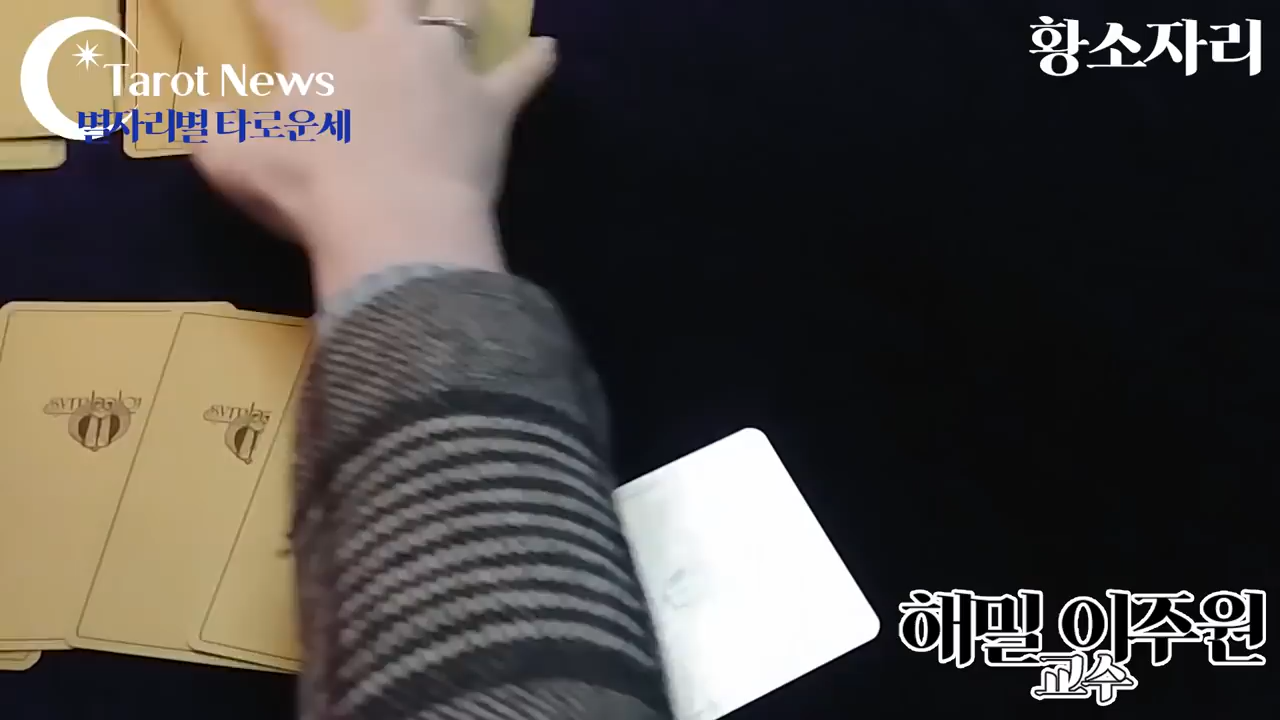 황소자리
Tarot News
별자리별 타로운세
해밀 이주원
교수